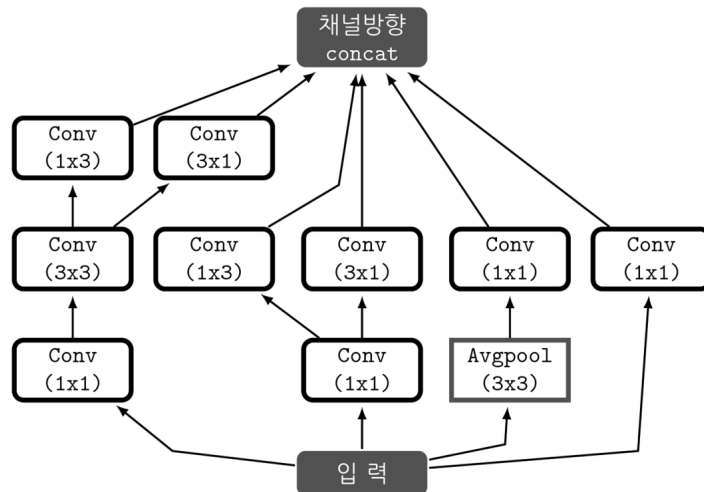 채널방향
concat
Conv
(1x3)
Conv
(3x1)
Conv
(3x3)
Conv
(1x3)
Conv
(3x1)
Conv
(1x1)
Conv
(1x1)
Conv
(1x1)
Conv
(1x1)
Avgpool
(3x3)
입 력